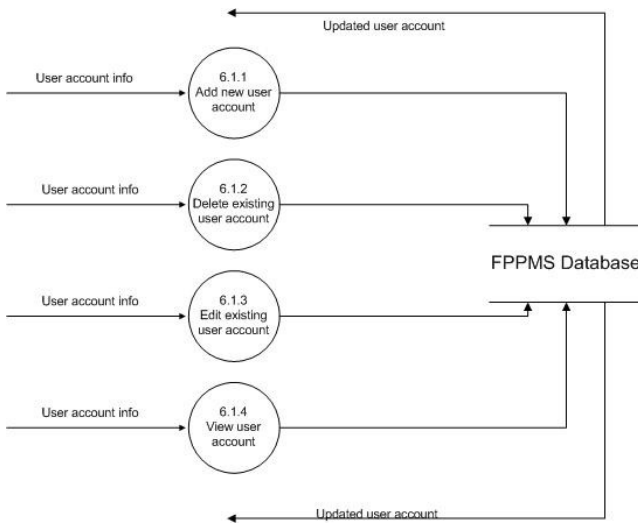 Updated user account
User account info
6.1.1
Add new user
account
User account info
6.1.2
Delete existing
user account
FPPMS Database
User account info
6.1.3
Edit existing
user account
User account info
6.1.4
View user
account
Updated user account